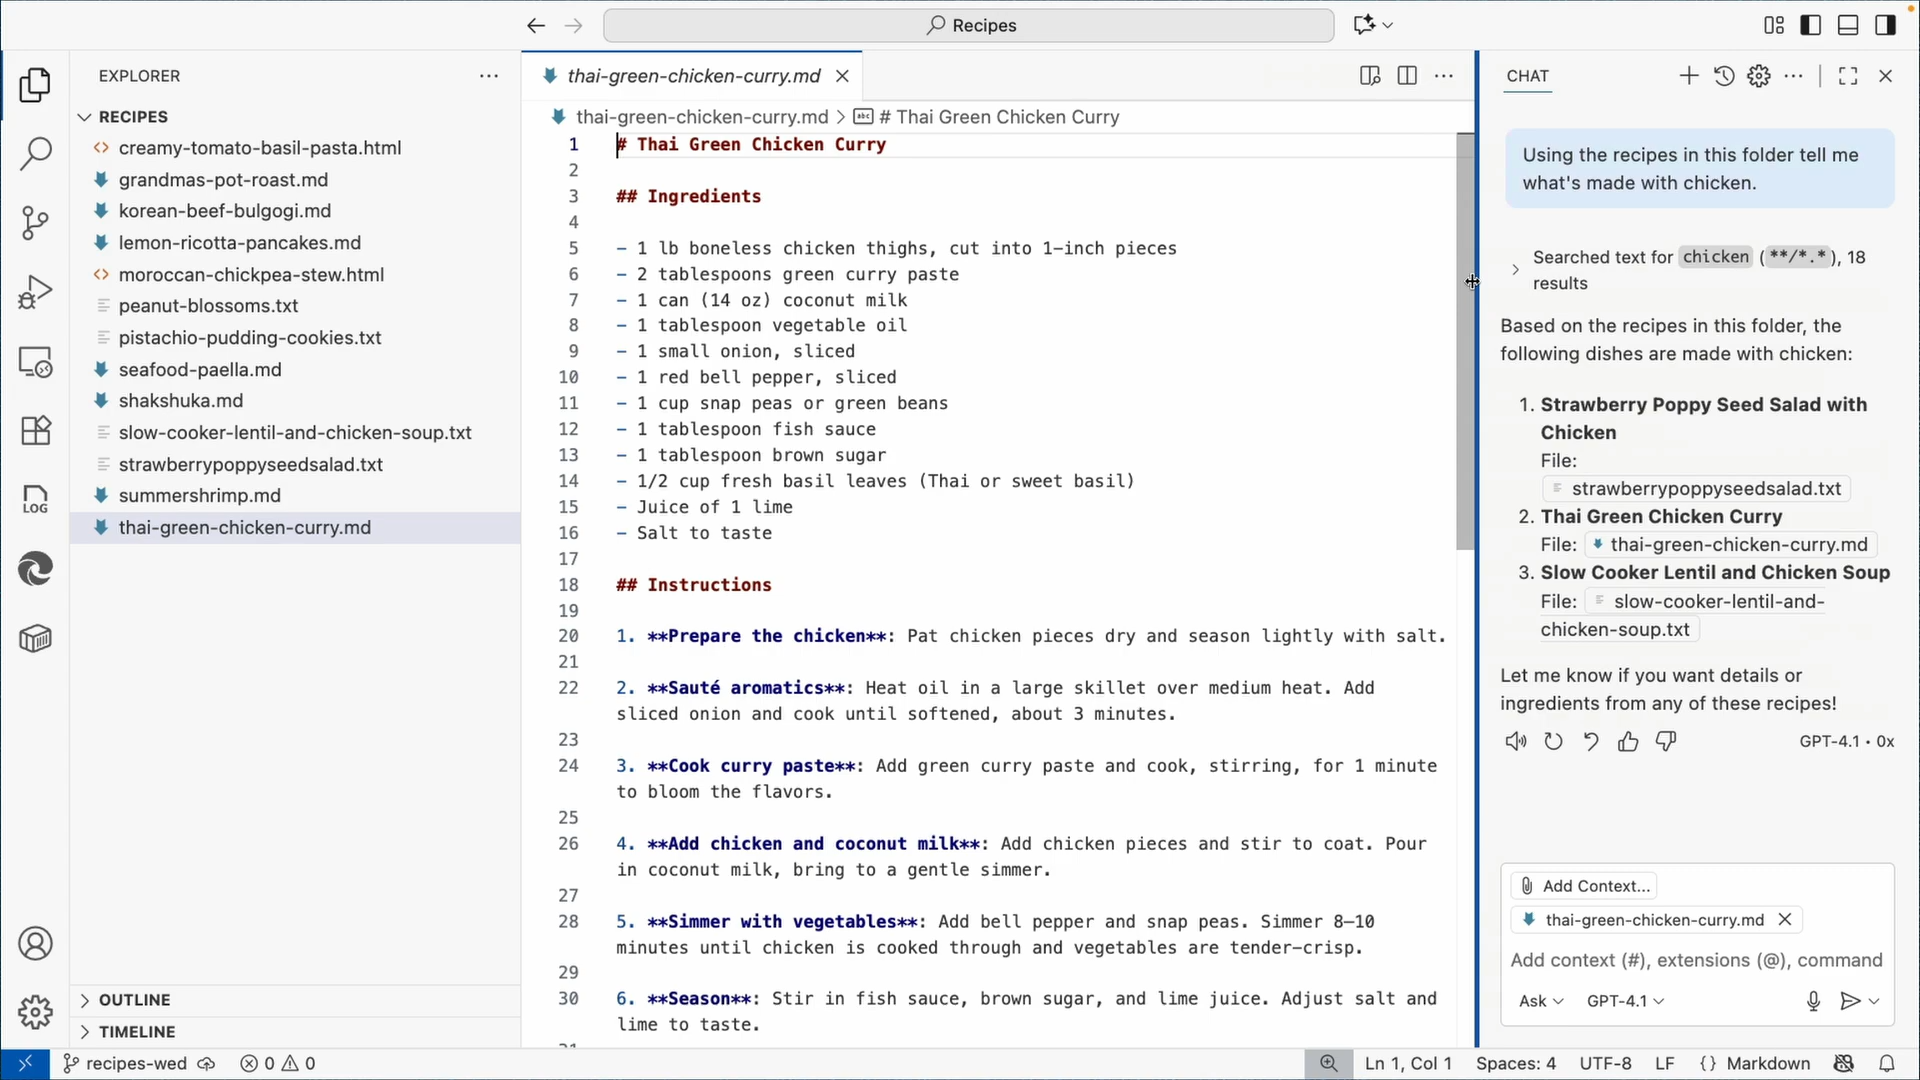 Recipes
EXPLORER
RECIPES
creamy-tomato-basil-pasta.html
grandmas-pot-roast.md
korean-beef-bulgogi.md
lemon-ricotta-pancakes.md
moroccan-chickpea-stew.html
peanut-blossoms.txt
pistachio-pudding-cookies.txt
seafood-paella.md
shakshuka.md
slow-cooker-lentil-and-chicken-soup.txt
strawberrypoppyseedsalad.txt
summershrimp.md
thai-green-chicken-curry.md
LOG
OUTLINE
TIMELINE
thai-green-chicken-curry.md
thai-green-chicken-curry.md > abc # Thai Green Chicken Curry
1 # Thai Green Chicken Curry
2
3 ## Ingredients
4
5 - 1 lb boneless chicken thighs, cut into 1-inch pieces
6 - 2 tablespoons green curry paste
7 - 1 can (14 oz) coconut milk
8 - 1 tablespoon vegetable oil
9 - 1 small onion, sliced
10 - 1 red bell pepper, sliced
11 - 1 cup snap peas or green beans
12 - 1 tablespoon fish sauce
13 - 1 tablespoon brown sugar
14 - 1/2 cup fresh basil leaves (Thai or sweet basil)
15 - Juice of 1 lime
16 - Salt to taste
17
18 ## Instructions
19
20 1. **Prepare the chicken**: Pat chicken pieces dry and season lightly with salt.
21
22 2. **Sauté aromatics**: Heat oil in a large skillet over medium heat. Add
sliced onion and cook until softened, about 3 minutes.
23
24 3. **Cook curry paste**: Add green curry paste and cook, stirring, for 1 minute
to bloom the flavors.
25
26 4. **Add chicken and coconut milk**: Add chicken pieces and stir to coat. Pour
in coconut milk, bring to a gentle simmer.
27
28 5. **Simmer with vegetables**: Add bell pepper and snap peas. Simmer 8–10
minutes until chicken is cooked through and vegetables are tender-crisp.
29
30 6. **Season**: Stir in fish sauce, brown sugar, and lime juice. Adjust salt and
lime to taste.
31
CHAT
Using the recipes in this folder tell me
what's made with chicken.
Searched text for chicken (**/*.*), 18
results
Based on the recipes in this folder, the
following dishes are made with chicken:
1. Strawberry Poppy Seed Salad with
Chicken
File:
strawberrypoppyseedsalad.txt
2. Thai Green Chicken Curry
File: thai-green-chicken-curry.md
3. Slow Cooker Lentil and Chicken Soup
File: slow-cooker-lentil-and-
chicken-soup.txt
Let me know if you want details or
ingredients from any of these recipes!
GPT-4.1 • 0x
Add Context...
thai-green-chicken-curry.md
Add context (#), extensions (@), command
Ask GPT-4.1
recipes-wed 0 0 Ln 1, Col 1 Spaces: 4 UTF-8 LF {} Markdown